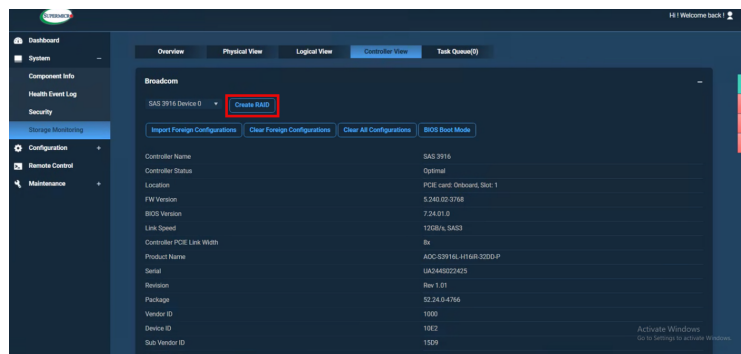 SUPERMICR
Hi ! Welcome back !
Dashboard
System –
Component Info
Health Event Log
Security
Storage Monitoring
Configuration +
Remote Control
Maintenance +
Overview Physical View Logical View Controller View Task Queue(0)
Broadcom –
SAS 3916 Device 0 Create RAID
Import Foreign Configurations Clear Foreign Configurations Clear All Configurations BIOS Boot Mode
Controller Name SAS 3916
Controller Status Optimal
Location PCIE card: Onboard, Slot: 1
FW Version 5.240.02-3768
BIOS Version 7.24.01.0
Link Speed 12GB/s, SAS3
Controller PCIE Link Width 8x
Product Name AOC-S3916L-H16iR-32DD-P
Serial UA244S022425
Revision Rev 1.01
Package 52.24.0-4766
Vendor ID 1000
Device ID 10E2
Sub Vendor ID 15D9
Activate Windows
Go to Settings to activate Windows.